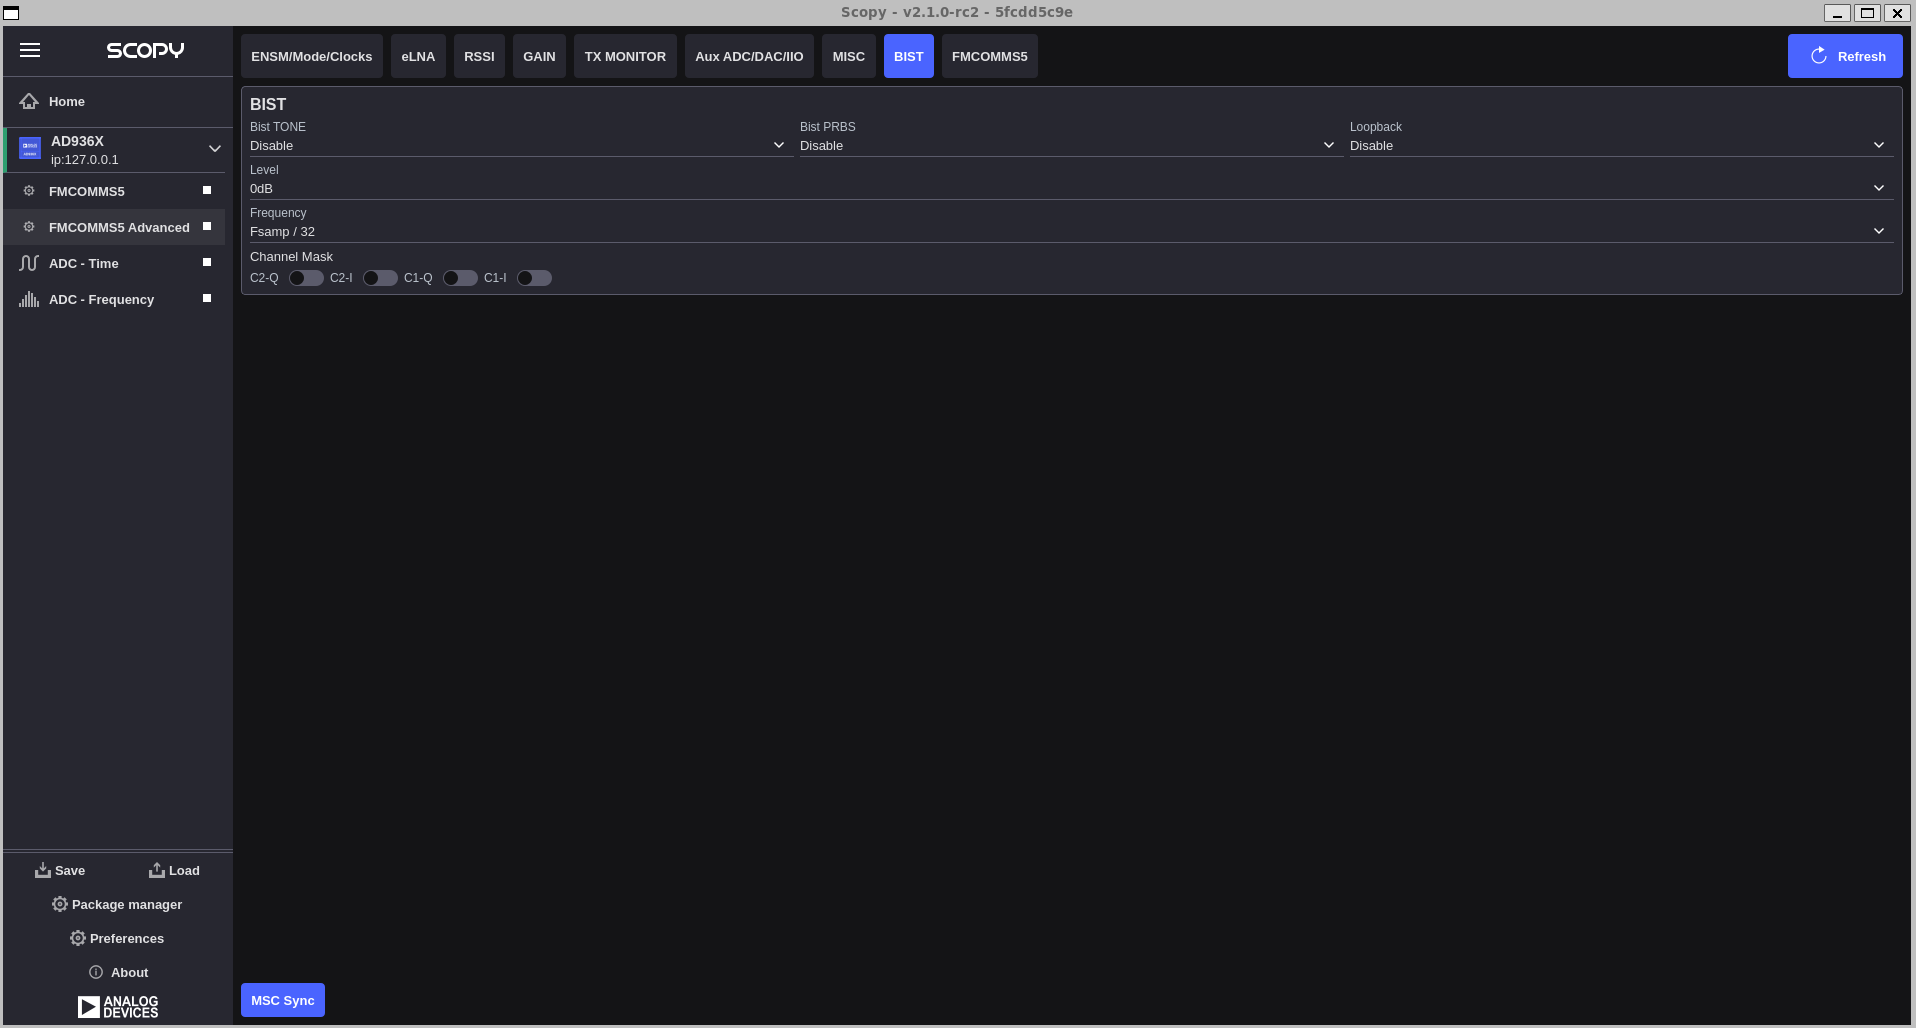 Scopy - v2.1.0-rc2 - 5fcdd5c9e
SCOPY
Home
AD936X
ip:127.0.0.1
FMCOMMS5
FMCOMMS5 Advanced
ADC - Time
ADC - Frequency
Save
Load
Package manager
Preferences
About
ANALOG
DEVICES
ENSM/Mode/Clocks
eLNA
RSSI
GAIN
TX MONITOR
Aux ADC/DAC/IIO
MISC
BIST
FMCOMMS5
Refresh
BIST
Bist TONE
Disable
Bist PRBS
Disable
Loopback
Disable
Level
0dB
Frequency
Fsamp / 32
Channel Mask
C2-Q
C2-I
C1-Q
C1-I
MSC Sync